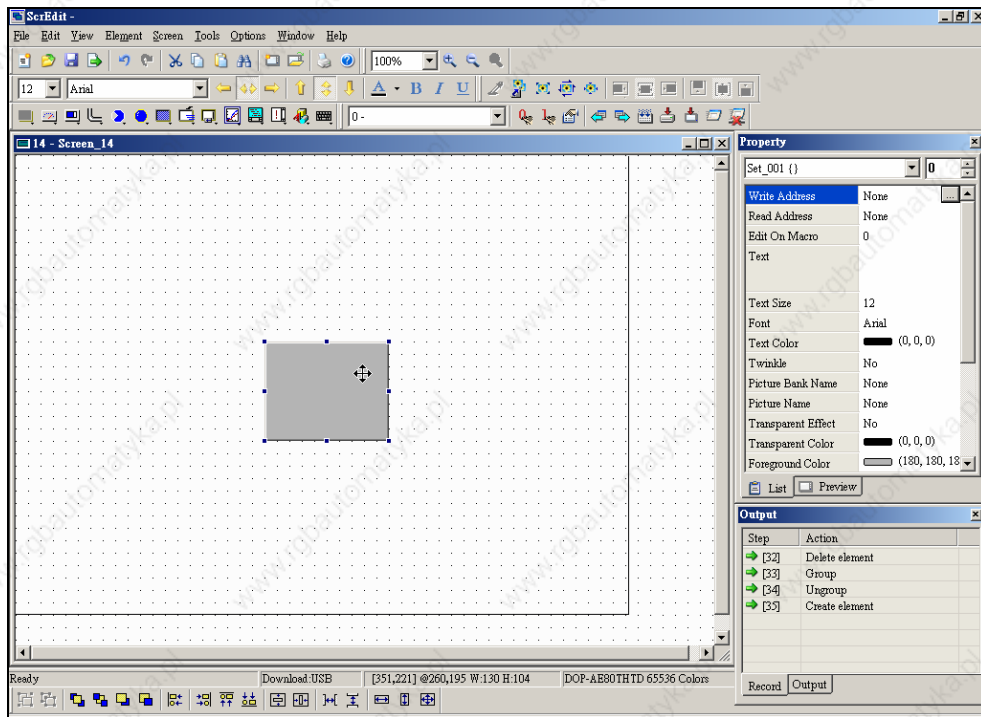 ScrEdit -
File Edit View Element Screen Tools Options Window Help
100%
12 Arial A B I U
0 -
14 - Screen_14
Property
Set_001 {} 0
Write Address None ...
Read Address None
Edit On Macro 0
Text
Text Size 12
Font Arial
Text Color (0, 0, 0)
Twinkle No
Picture Bank Name None
Picture Name None
Transparent Effect No
Transparent Color (0, 0, 0)
Foreground Color (180, 180, 18
List Preview
Output
Step Action
[32] Delete element
[33] Group
[34] Ungroup
[35] Create element
Record Output
Ready Download:USB [351,221] @260,195 W:130 H:104 DOP-AE80THTD 65536 Colors
www.rgbautomatyka.pl